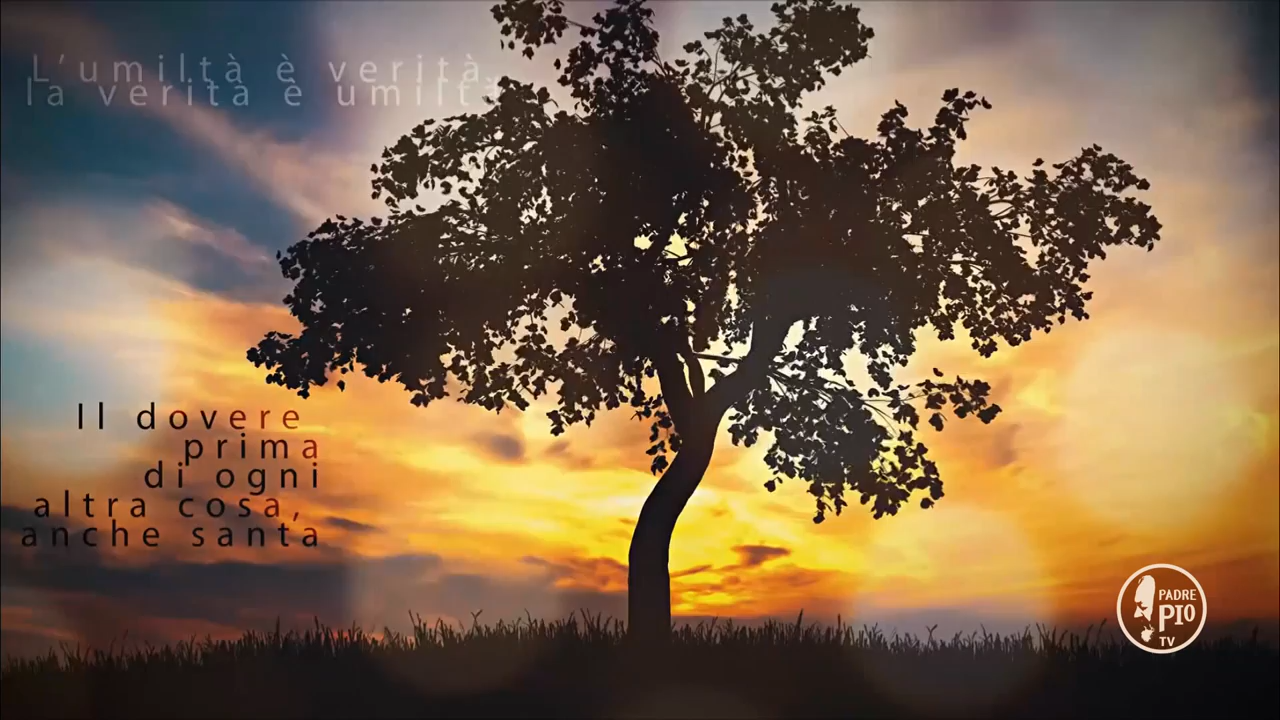 L'umiltà è verità,
la verità è umiltà
Il dovere
prima
di ogni
altra cosa,
anche santa
PADRE
PIO
TV